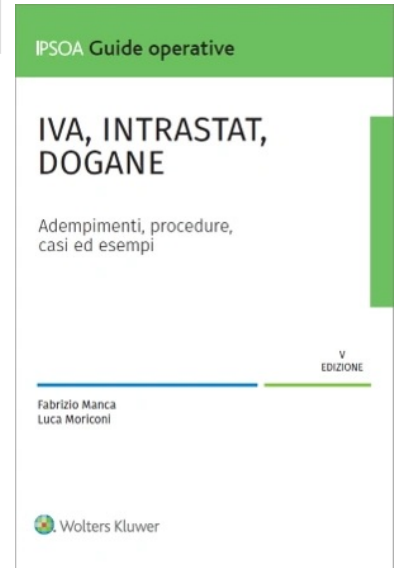 IPSOA Guide operative
IVA, INTRASTAT,
DOGANE
Adempimenti, procedure,
casi ed esempi
V
EDIZIONE
Fabrizio Manca
Luca Moriconi
Wolters Kluwer